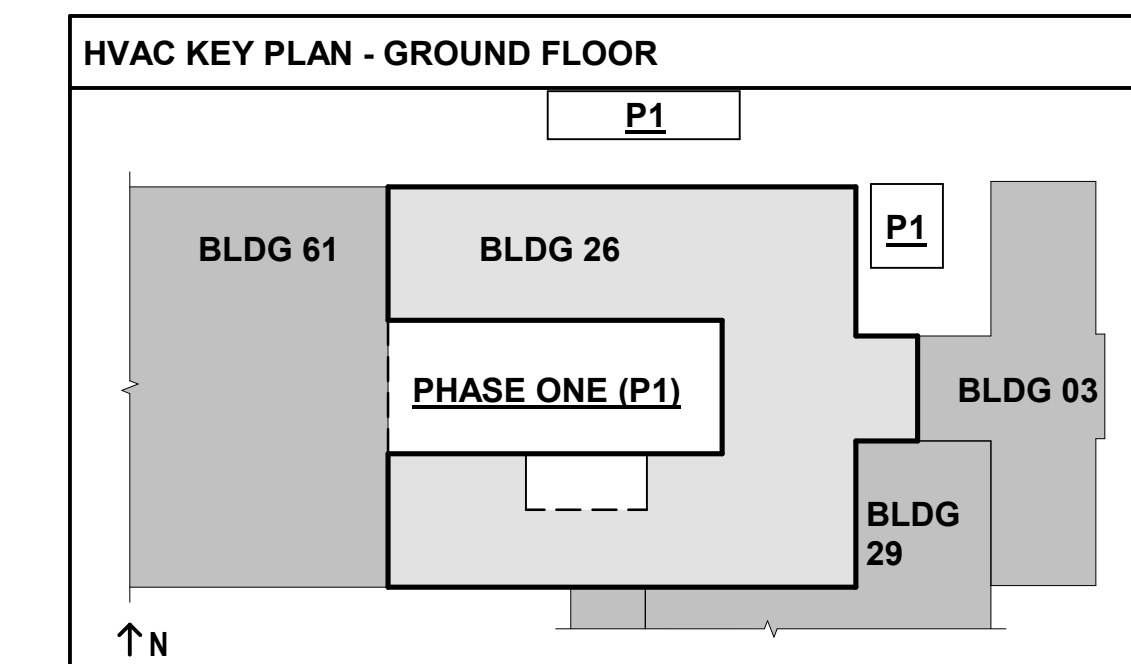 HVAC KEY PLAN - GROUND FLOOR
P1
BLDG 61
BLDG 26
P1
PHASE ONE (P1)
BLDG 03
BLDG
29
N